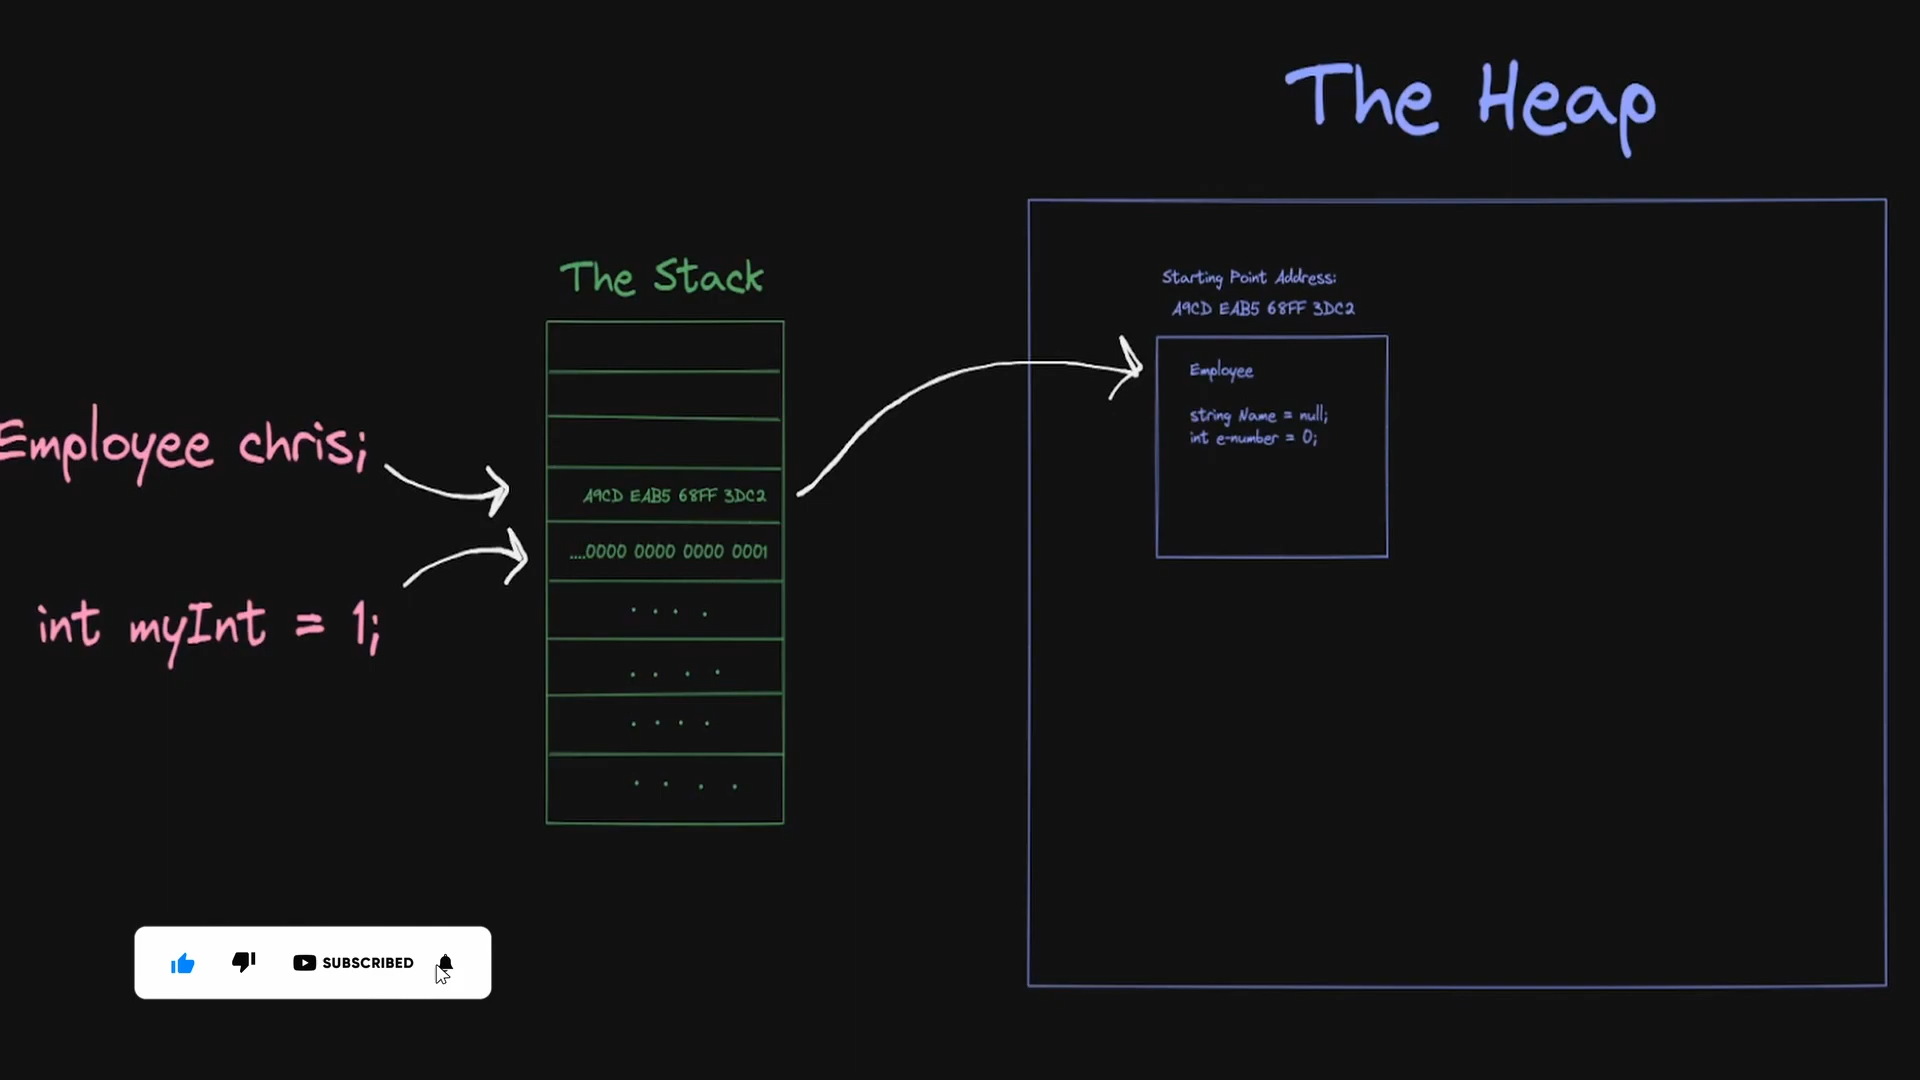 The Heap
The Stack
Starting Point Address:
A9CD EAB5 68FF 3DC2
Employee
string Name = null;
int e-number = 0;
Employee chris;
A9CD EAB5 68FF 3DC2
....0000 0000 0000 0001
. . . .
int myInt = 1;
. . . .
. . . .
. . . .
SUBSCRIBED